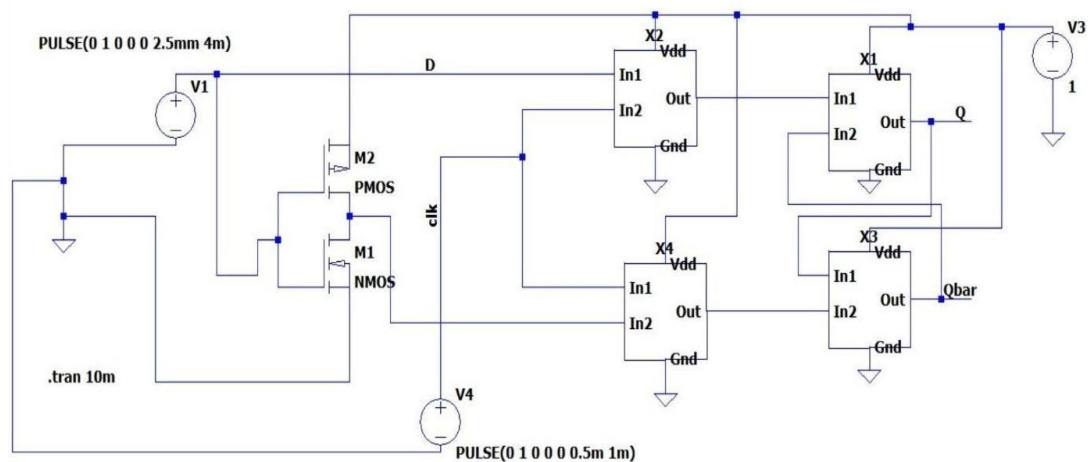 PULSE(0 1 0 0 0 2.5mm 4m)
V1
D
X2
Vdd
In1
In2
Out
Gnd
X1
Vdd
In1
In2
Out
Gnd
Q
V3
1
M2
PMOS
M1
NMOS
clk
X4
Vdd
In1
In2
Out
Gnd
X3
Vdd
In1
In2
Out
Gnd
Qbar
.tran 10m
V4
PULSE(0 1 0 0 0 0.5m 1m)